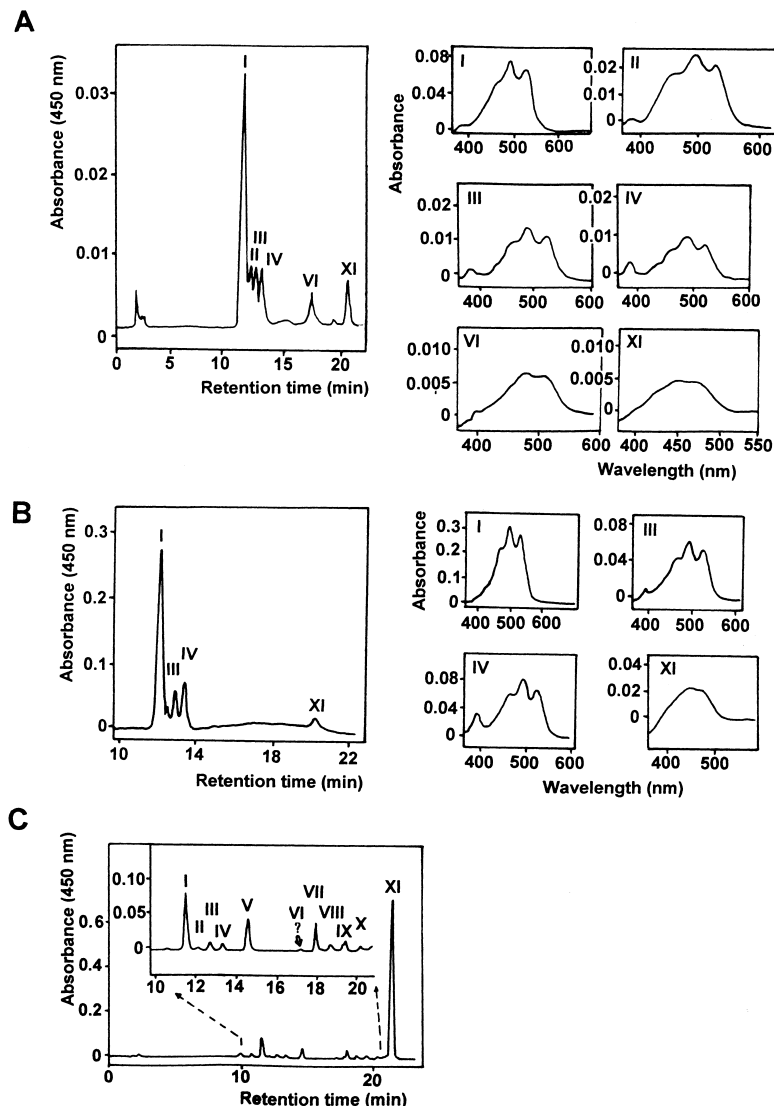 A
Absorbance (450 nm)
0.03
0.02
0.01
0
I
II
III
IV
VI
XI
0
5
10
15
20
Retention time (min)
Absorbance
I
0.08
0.04
0
400 500 600
II
0.02
0.01
0
400 500 600
III
0.02
0.01
0
400 500 600
IV
0.02
0.01
0
400 500 600
VI
0.010
0.005
0
400 500 600
XI
0.010
0.005
0
400 450 500 550
Wavelength (nm)
B
Absorbance (450 nm)
0.3
0.2
0.1
0
I
III
IV
XI
10 14 18 22
Retention time (min)
Absorbance
I
0.3
0.2
0.1
0
400 500 600
III
0.08
0.04
0
400 500 600
IV
0.08
0.04
0
400 500 600
XI
0.04
0.02
0
400 500
Wavelength (nm)
C
Absorbance (450 nm)
0.6
0.4
0.2
0
0.10
0.05
0
I
II
III
IV
V
VI
?
VII
VIII
IX
X
XI
10 12 14 16 18 20
0 10 20
Retention time (min)